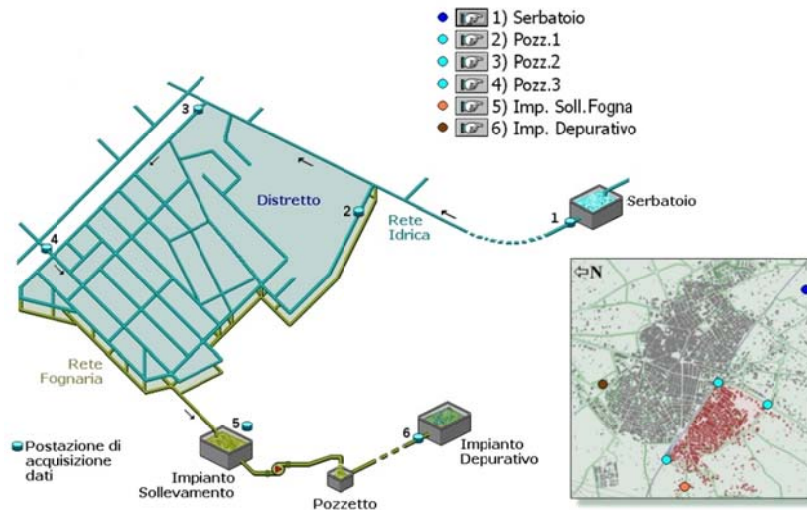 1) Serbatoio
2) Pozz.1
3) Pozz.2
4) Pozz.3
5) Imp. Soll.Fogna
6) Imp. Depurativo
3
Distretto
2
Rete
Idrica
1
Serbatoio
4
N
Rete
Fognaria
5
6
Postazione di
acquisizione
dati
Impianto
Sollevamento
Impianto
Depurativo
Pozzetto